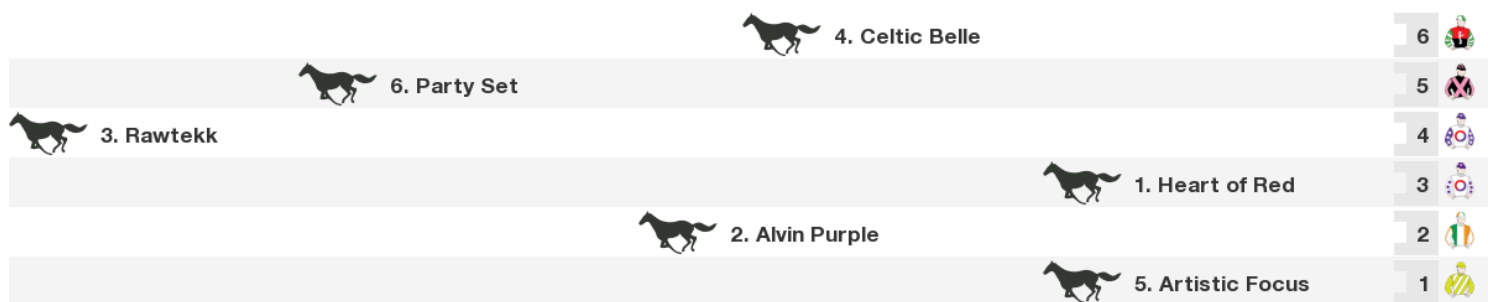 4. Celtic Belle 6
6. Party Set 5
3. Rawtekk 4
1. Heart of Red 3
2. Alvin Purple 2
5. Artistic Focus 1